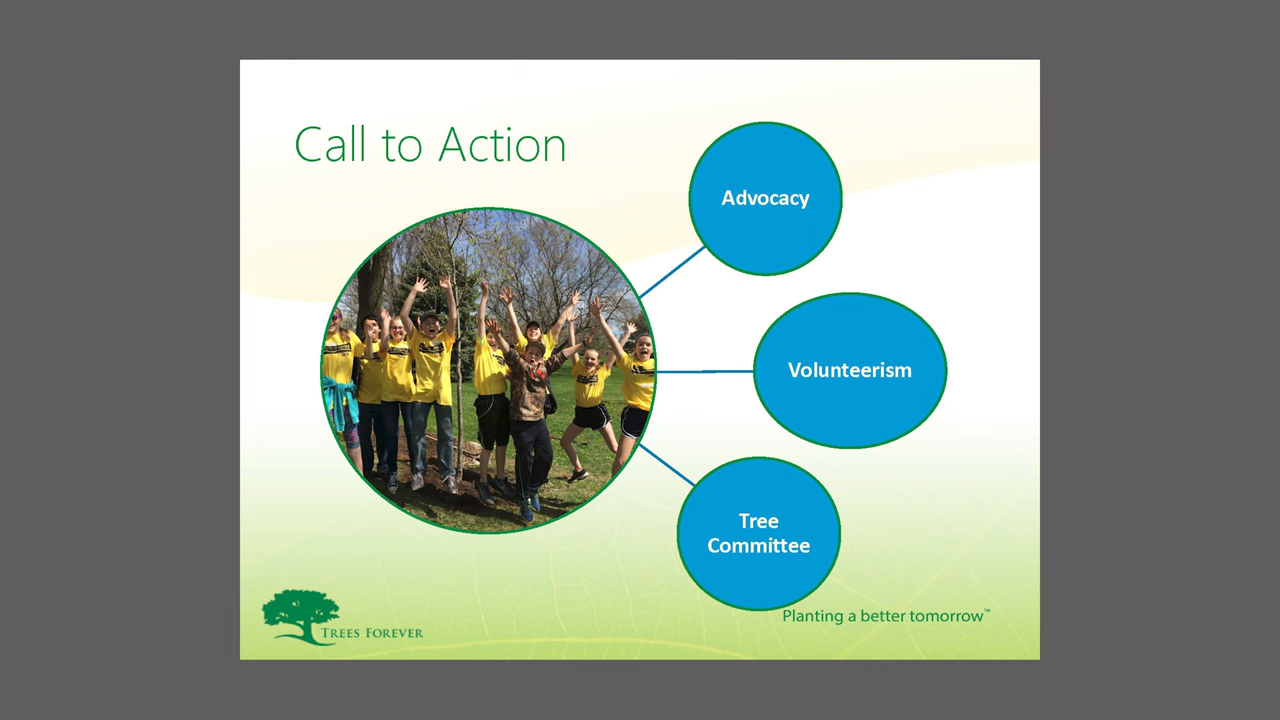 Call to Action
Advocacy
Volunteerism
Tree
Committee
Planting a better tomorrow™
TREES FOREVER